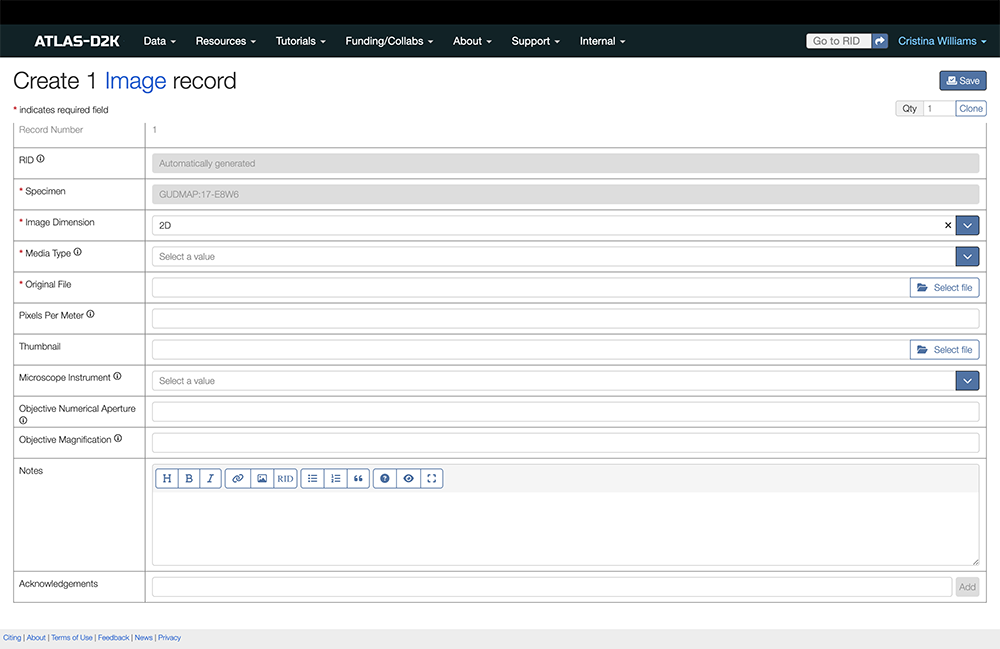 ATLAS-D2K Data Resources Tutorials Funding/Collabs About Support Internal Go to RID Cristina Williams
Create 1 Image record Save
* indicates required field Qty 1 Clone
Record Number 1
RID Automatically generated
* Specimen GUDMAP:17-E8W6
* Image Dimension 2D
* Media Type Select a value
* Original File Select file
Pixels Per Meter
Thumbnail Select file
Microscope Instrument Select a value
Objective Numerical Aperture
Objective Magnification
Notes H B I RID
Acknowledgements Add
Citing | About | Terms of Use | Feedback | News | Privacy